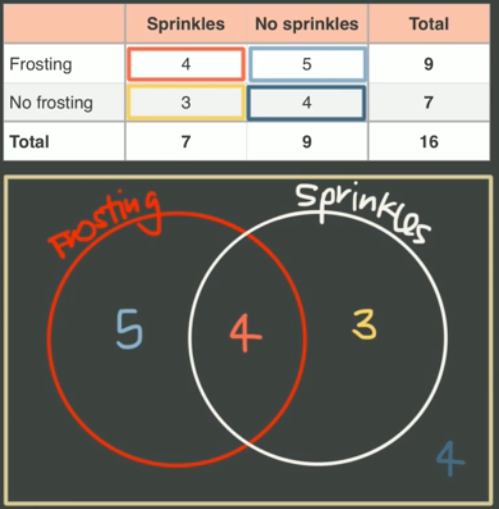 Sprinkles No sprinkles Total
Frosting 4 5 9
No frosting 3 4 7
Total 7 9 16
Frosting Sprinkles
5 4 3
4